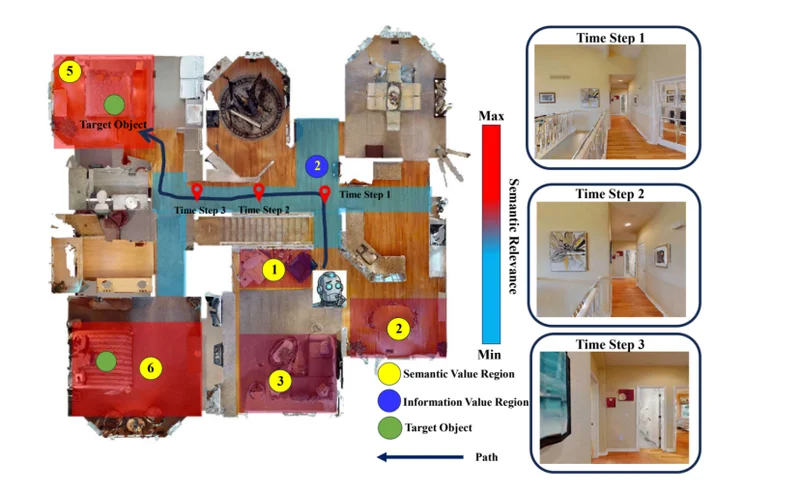 5
Target Object
2
Time Step 3
Time Step 2
Time Step 1
1
2
3
6
Max
Semantic Relevance
Min
Semantic Value Region
Information Value Region
Target Object
Path
Time Step 1
Time Step 2
Time Step 3